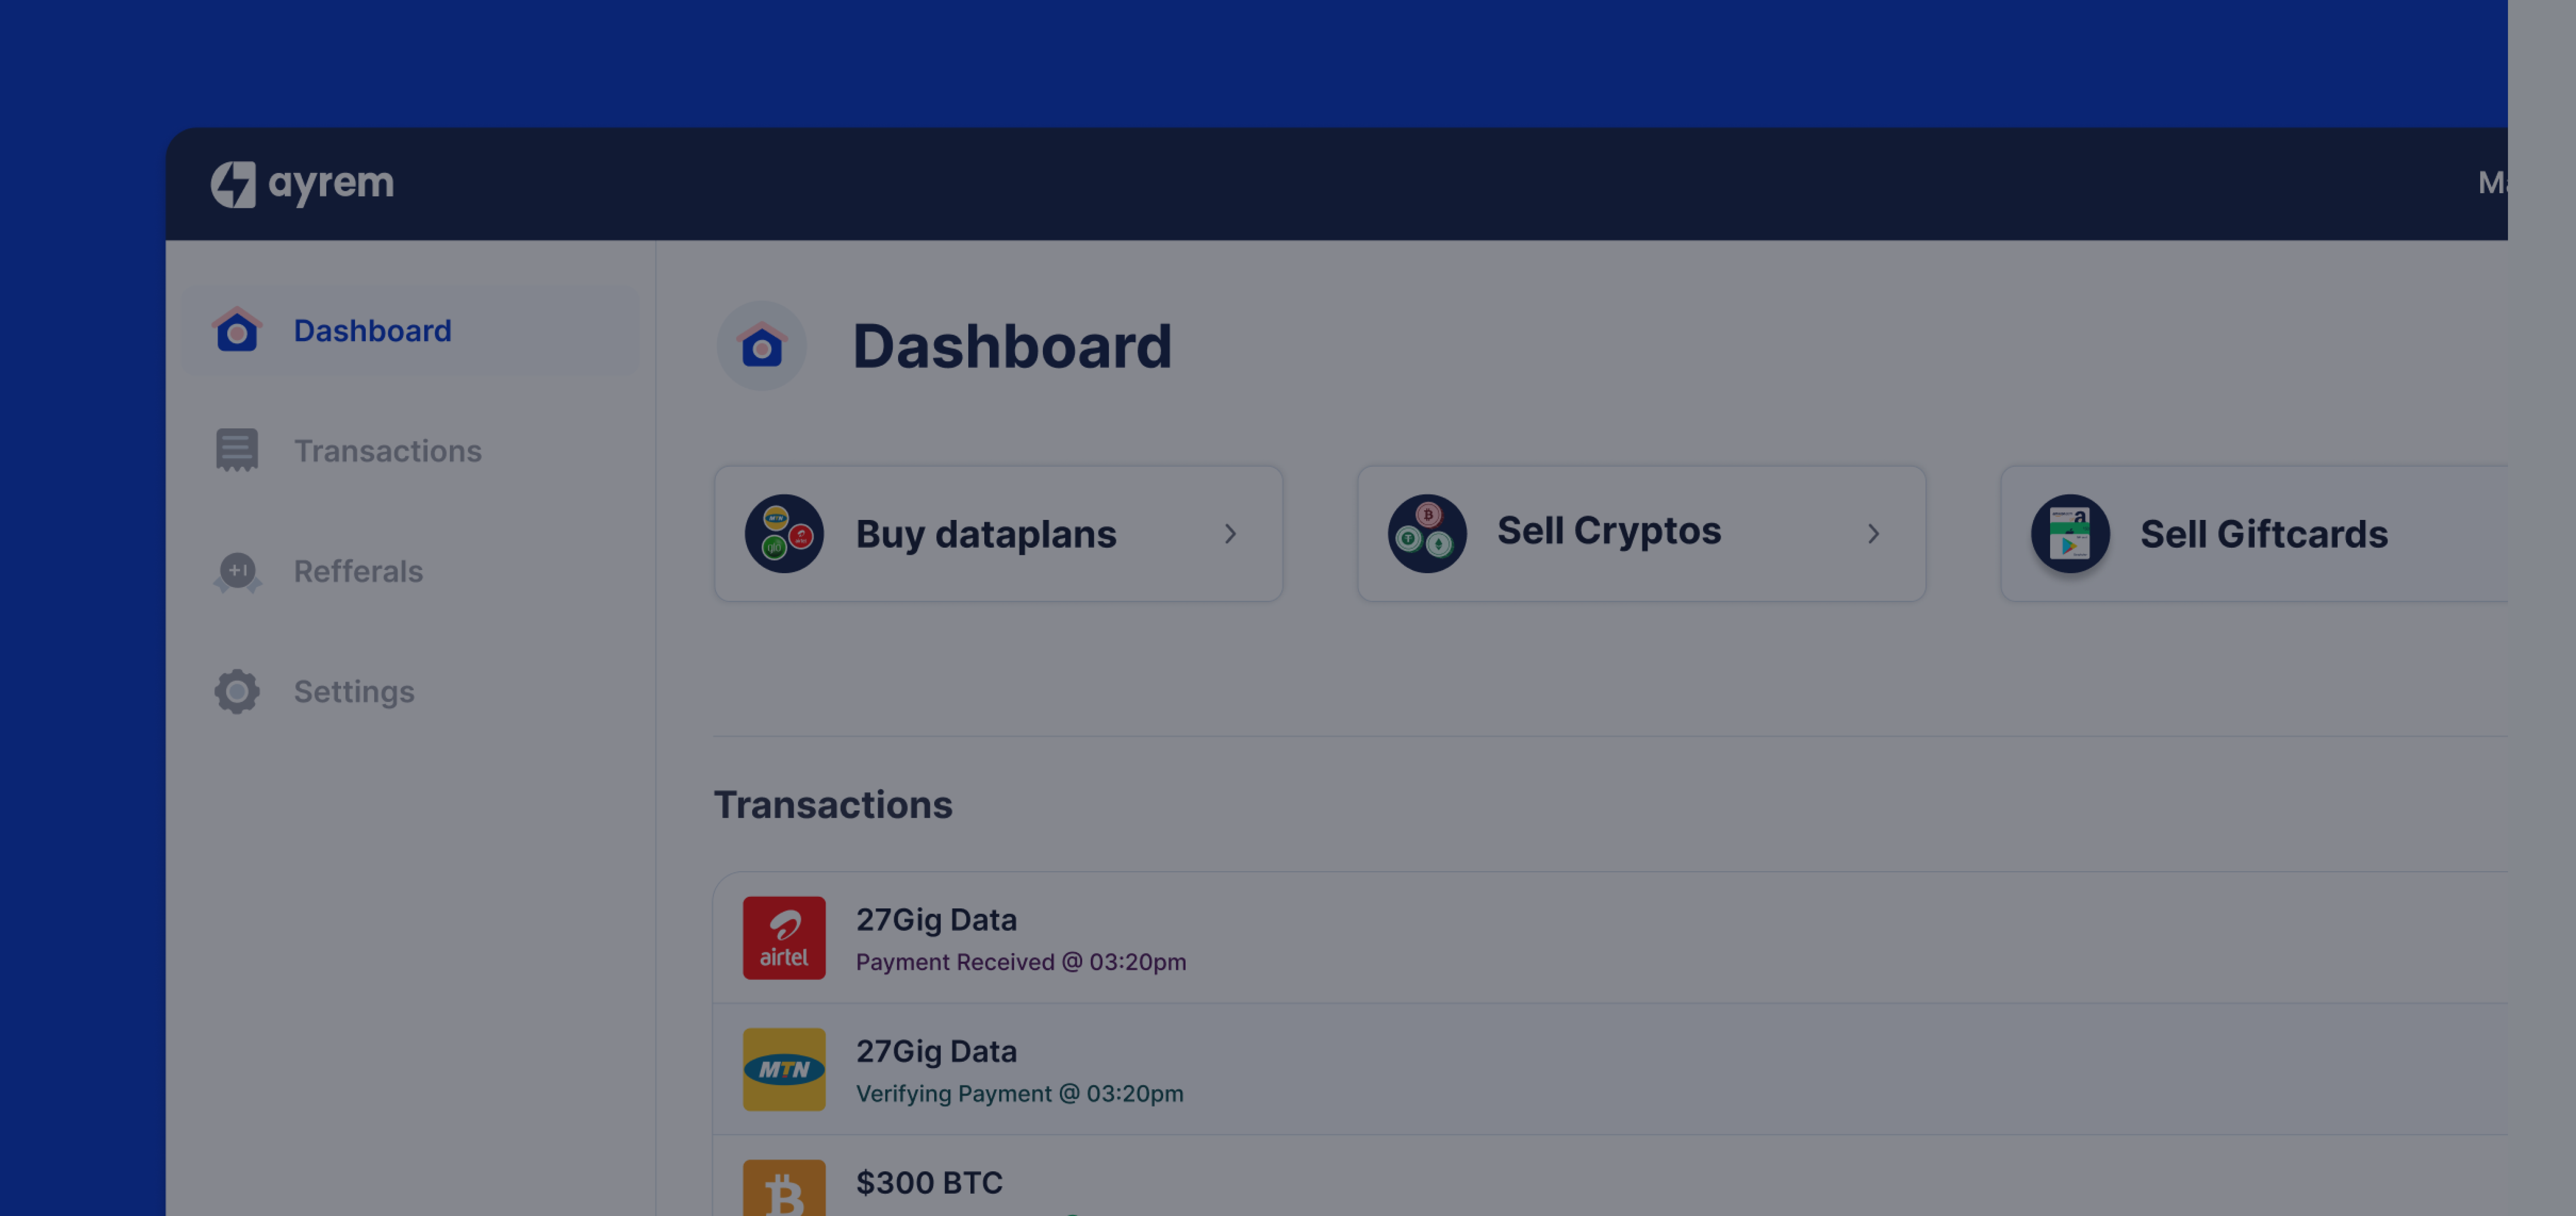 ayrem
Dashboard
Transactions
Refferals
Settings
Dashboard
Buy dataplans
Sell Cryptos
Sell Giftcards
Transactions
airtel
27Gig Data
Payment Received @ 03:20pm
MTN
27Gig Data
Verifying Payment @ 03:20pm
$300 BTC